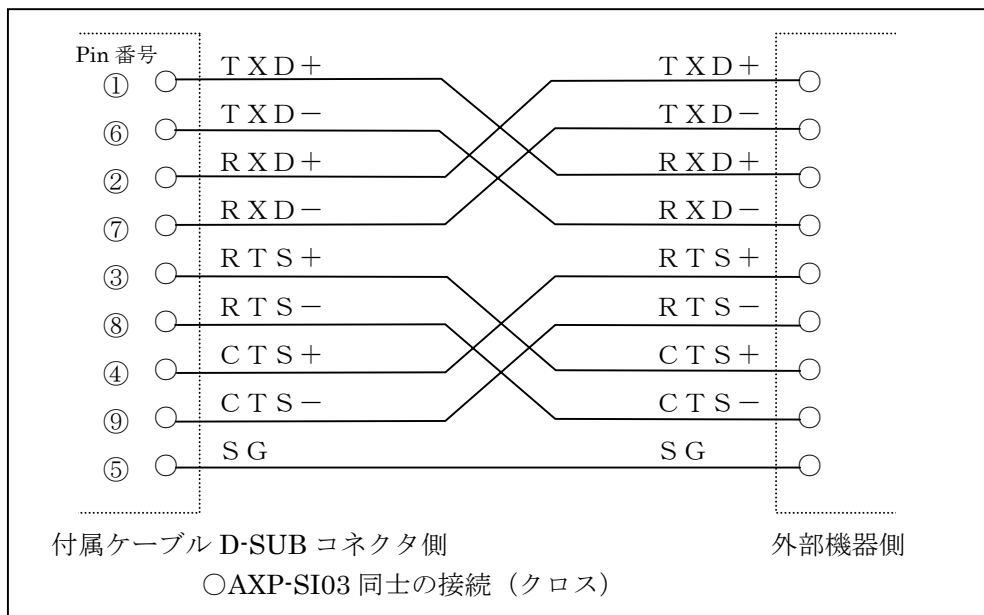 Pin 番号
① TXD+ TXD+
⑥ TXD- TXD-
② RXD+ RXD+
⑦ RXD- RXD-
③ RTS+ RTS+
⑧ RTS- RTS-
④ CTS+ CTS+
⑨ CTS- CTS-
⑤ SG SG
付属ケーブル D-SUB コネクタ側 外部機器側
○AXP-SI03 同士の接続(クロス)